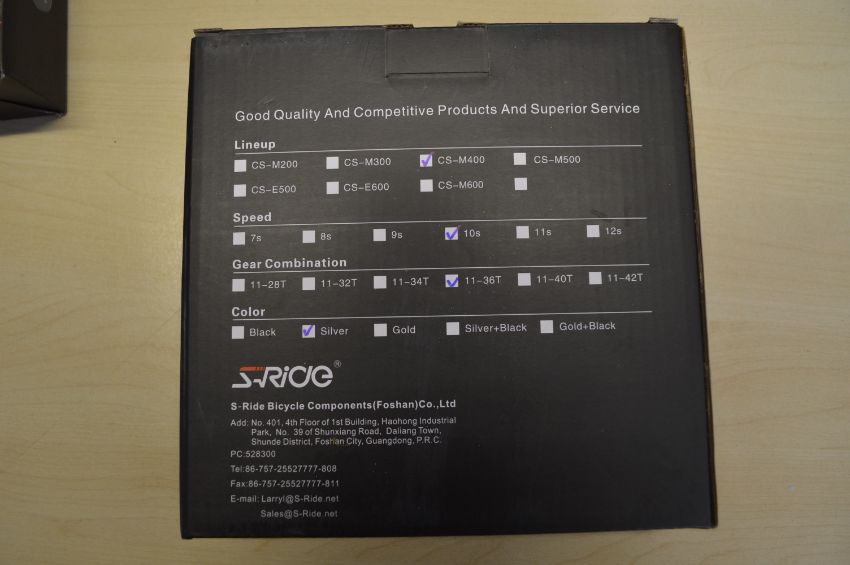 Good Quality And Competitive Products And Superior Service
Lineup
CS-M200 CS-M300 CS-M400 CS-M500
CS-E500 CS-E600 CS-M600
Speed
7s 8s 9s 10s 11s 12s
Gear Combination
11-28T 11-32T 11-34T 11-36T 11-40T 11-42T
Color
Black Silver Gold Silver+Black Gold+Black
S-RIDE®
S-Ride Bicycle Components(Foshan)Co.,Ltd
Add: No. 401, 4th Floor of 1st Building, Haohong Industrial
Park, No. 39 of Shunxiang Road, Daliang Town,
Shunde District, Foshan City, Guangdong, P.R.C.
PC:528300
Tel:86-757-25527777-808
Fax:86-757-25527777-811
E-mail: Larryl@S-Ride.net
Sales@S-Ride.net